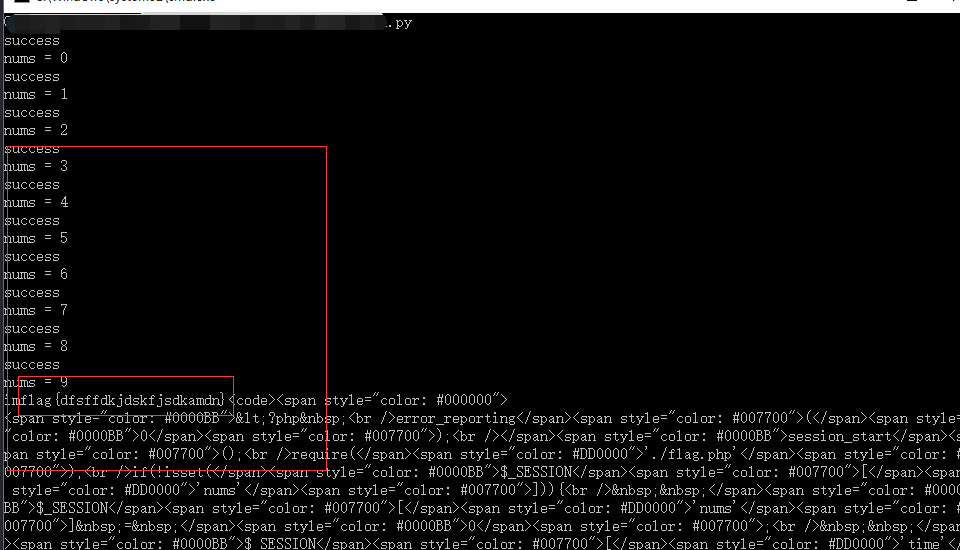 .py
success
nums = 0
success
nums = 1
success
nums = 2
success
nums = 3
success
nums = 4
success
nums = 5
success
nums = 6
success
nums = 7
success
nums = 8
success
nums = 9
imflag{dfsffdkjdskfjsdkamdn}<code><span style="color: #000000">
<span style="color: #0000BB">&lt;?php&nbsp;<br />error_reporting</span><span style="color: #007700">(</span><span style="colo
"color: #0000BB">0</span><span style="color: #007700">);<br /></span><span style="color: #0000BB">session_start</span><s
pan style="color: #007700">();<br />require(</span><span style="color: #DD0000">'./flag.php'</span><span style="color: #
007700">);<br />if(!isset(</span><span style="color: #0000BB">$_SESSION</span><span style="color: #007700">[</span><span
style="color: #DD0000">'nums'</span><span style="color: #007700">])){<br />&nbsp;&nbsp;</span><span style="color: #0000
BB">$_SESSION</span><span style="color: #007700">[</span><span style="color: #DD0000">'nums'</span><span style="color: #
007700">]&nbsp;=&nbsp;</span><span style="color: #0000BB">0</span><span style="color: #007700">;<br />&nbsp;&nbsp;</span
><span style="color: #0000BB">$_SESSION</span><span style="color: #007700">[</span><span style="color: #DD0000">'time'</